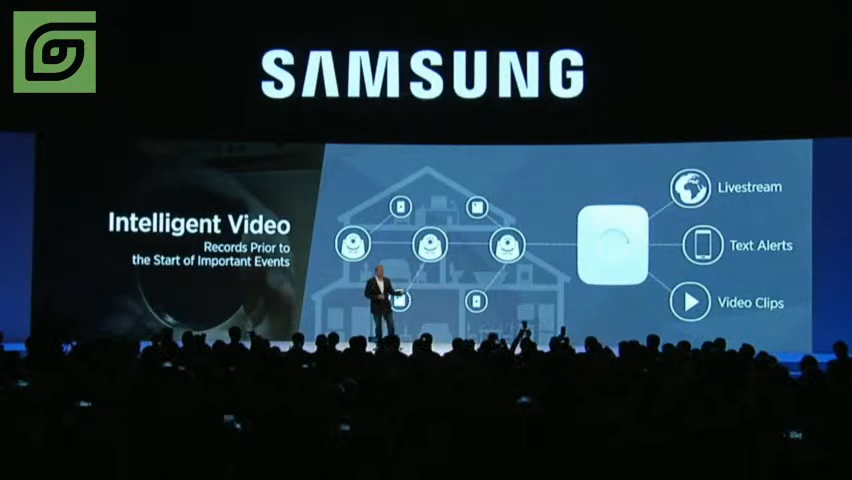 SAMSUNG
Intelligent Video
Records Prior to
the Start of Important Events
Livestream
Text Alerts
Video Clips